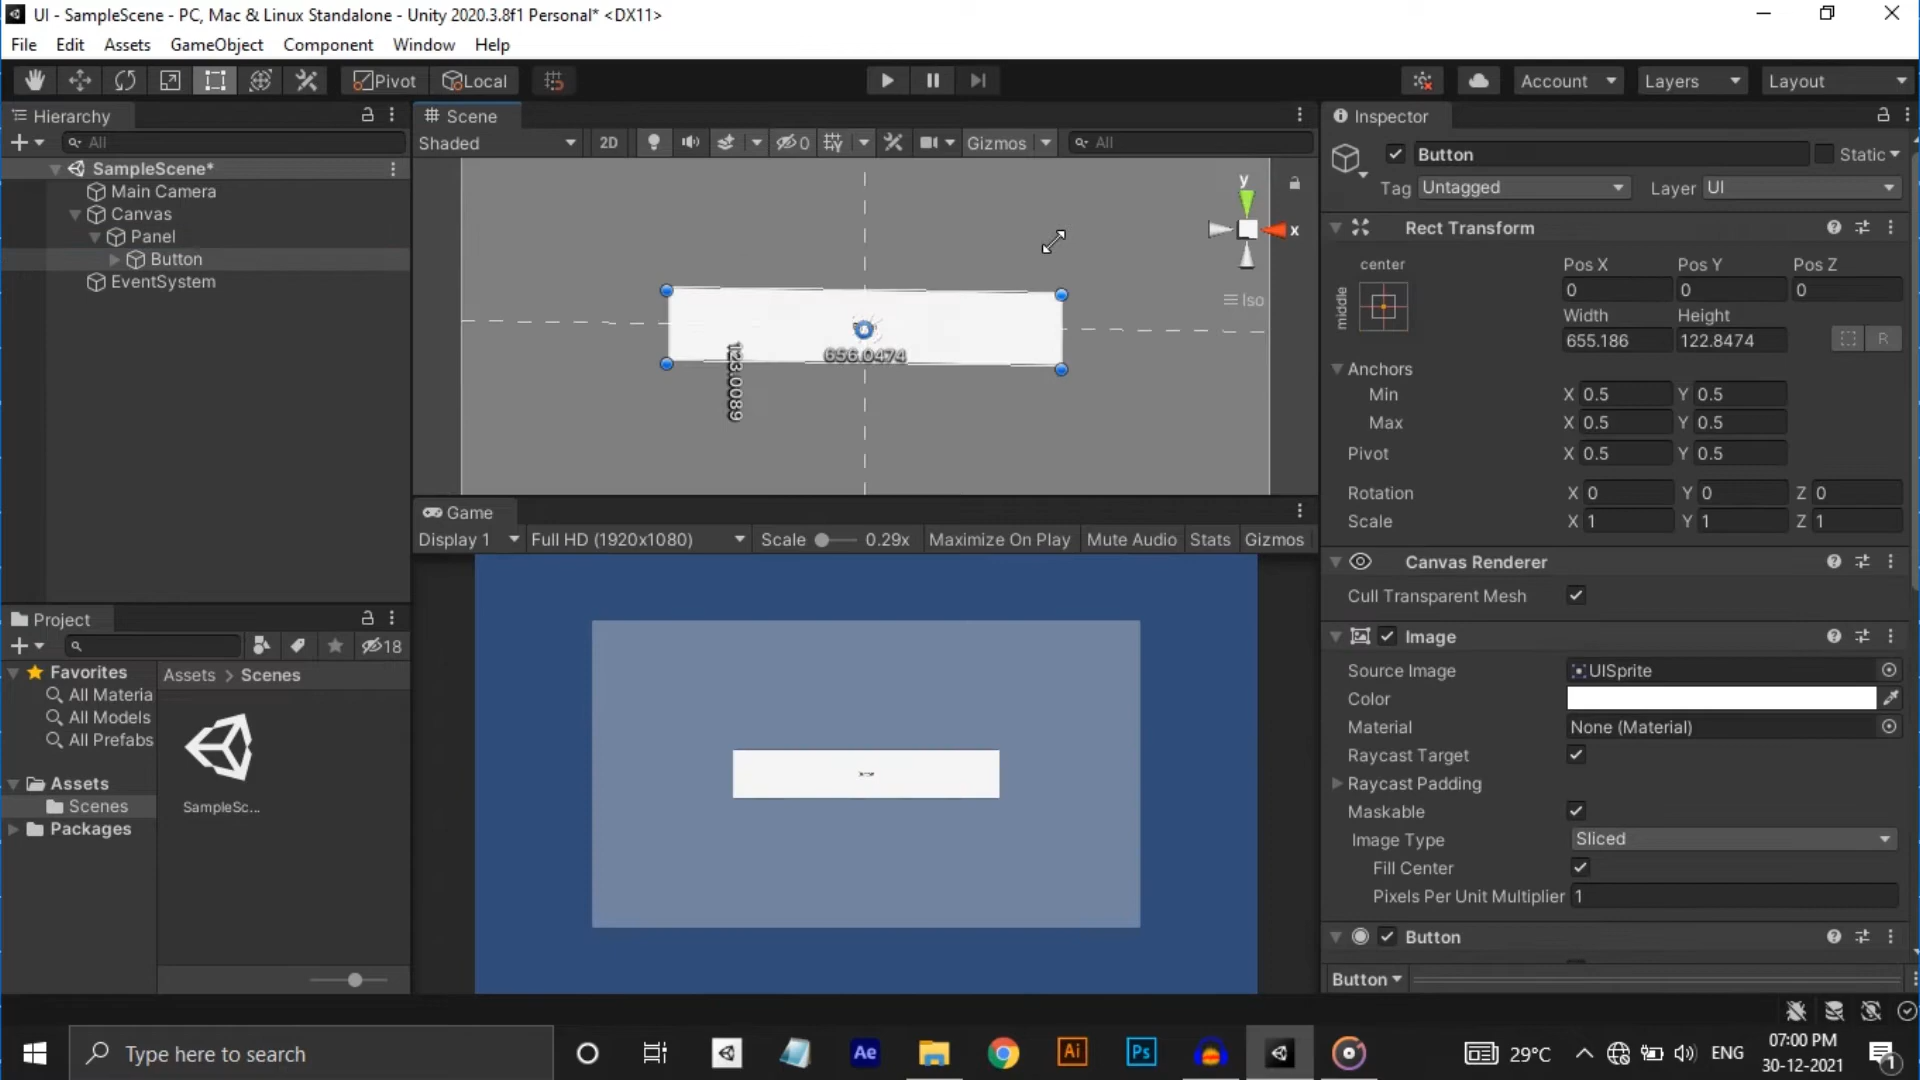 UI - SampleScene - PC, Mac & Linux Standalone - Unity 2020.3.8f1 Personal* <DX11>
File Edit Assets GameObject Component Window Help
Pivot Local Account Layers Layout
Hierarchy
All
SampleScene*
Main Camera
Canvas
Panel
Button
EventSystem
Scene
Shaded 2D 0 Gizmos All
y
x
Iso
656.0474
123.0089
Game
Display 1 Full HD (1920x1080) Scale 0.29x Maximize On Play Mute Audio Stats Gizmos
Project
18
Favorites
All Materia
All Models
All Prefabs
Assets
Scenes
Packages
Assets > Scenes
SampleSc...
Inspector
Button Static
Tag Untagged Layer UI
Rect Transform
center
middle
Pos X Pos Y Pos Z
0 0 0
Width Height
655.186 122.8474 R
Anchors
Min X 0.5 Y 0.5
Max X 0.5 Y 0.5
Pivot X 0.5 Y 0.5
Rotation X 0 Y 0 Z 0
Scale X 1 Y 1 Z 1
Canvas Renderer
Cull Transparent Mesh
Image
Source Image UISprite
Color
Material None (Material)
Raycast Target
Raycast Padding
Maskable
Image Type Sliced
Fill Center
Pixels Per Unit Multiplier 1
Button
Button
Type here to search
Ae
Ai
Ps
29°C ENG
07:00 PM
30-12-2021
1